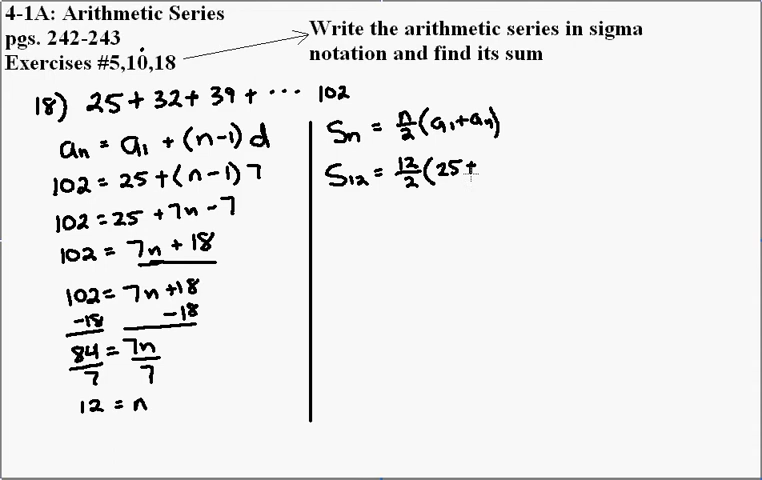 4-1A: Arithmetic Series
pgs. 242-243
Exercises #5,10,18
Write the arithmetic series in sigma
notation and find its sum
18) 25 + 32 + 39 + ... 102
an = a1 + (n-1)d
102 = 25 + (n-1)7
102 = 25 + 7n - 7
102 = 7n + 18
102 = 7n + 18
-18 -18
84/7 = 7n/7
12 = n
Sn = n/2 (a1 + an)
S12 = 12/2 (25 +